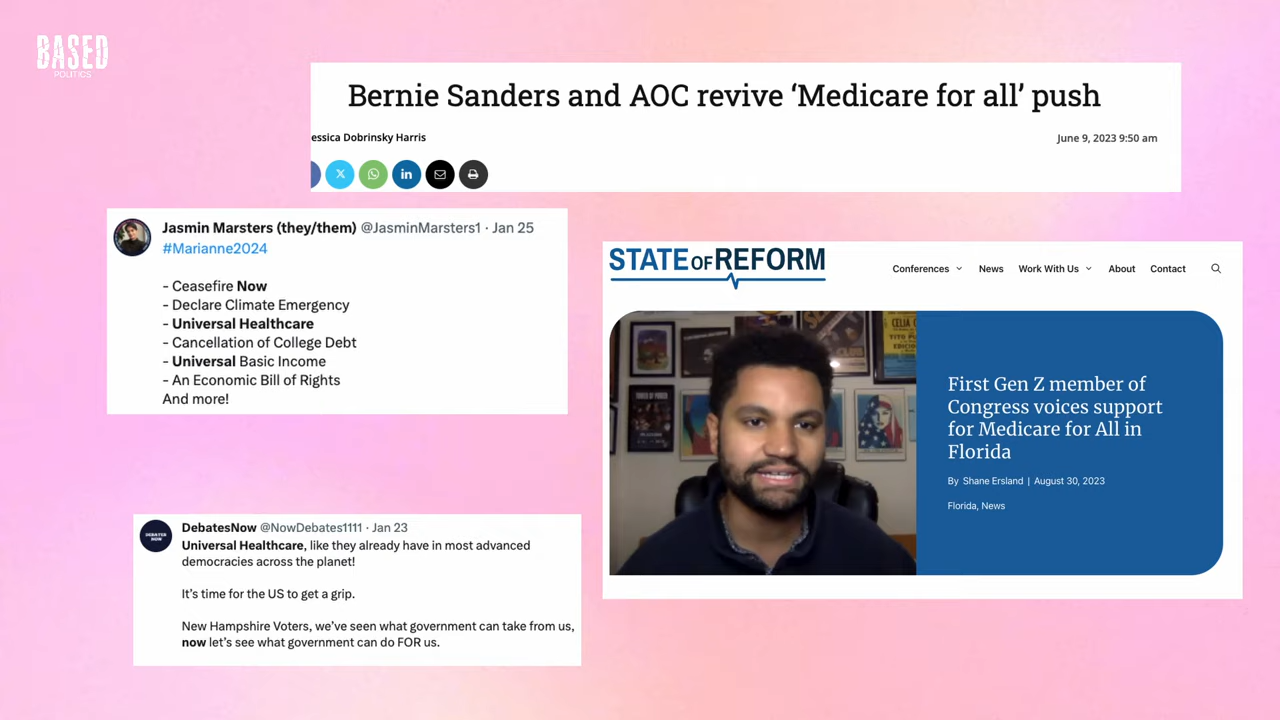 BASED
POLITICS
Bernie Sanders and AOC revive ‘Medicare for all’ push
essica Dobrinsky Harris
June 9, 2023 9:50 am
Jasmin Marsters (they/them) @JasminMarsters1 · Jan 25
#Marianne2024
- Ceasefire Now
- Declare Climate Emergency
- Universal Healthcare
- Cancellation of College Debt
- Universal Basic Income
- An Economic Bill of Rights
And more!
STATE OF REFORM
Conferences News Work With Us About Contact
First Gen Z member of
Congress voices support
for Medicare for All in
Florida
By Shane Ersland | August 30, 2023
Florida, News
DebatesNow @NowDebates1111 · Jan 23
Universal Healthcare, like they already have in most advanced
democracies across the planet!
It's time for the US to get a grip.
New Hampshire Voters, we've seen what government can take from us,
now let's see what government can do FOR us.